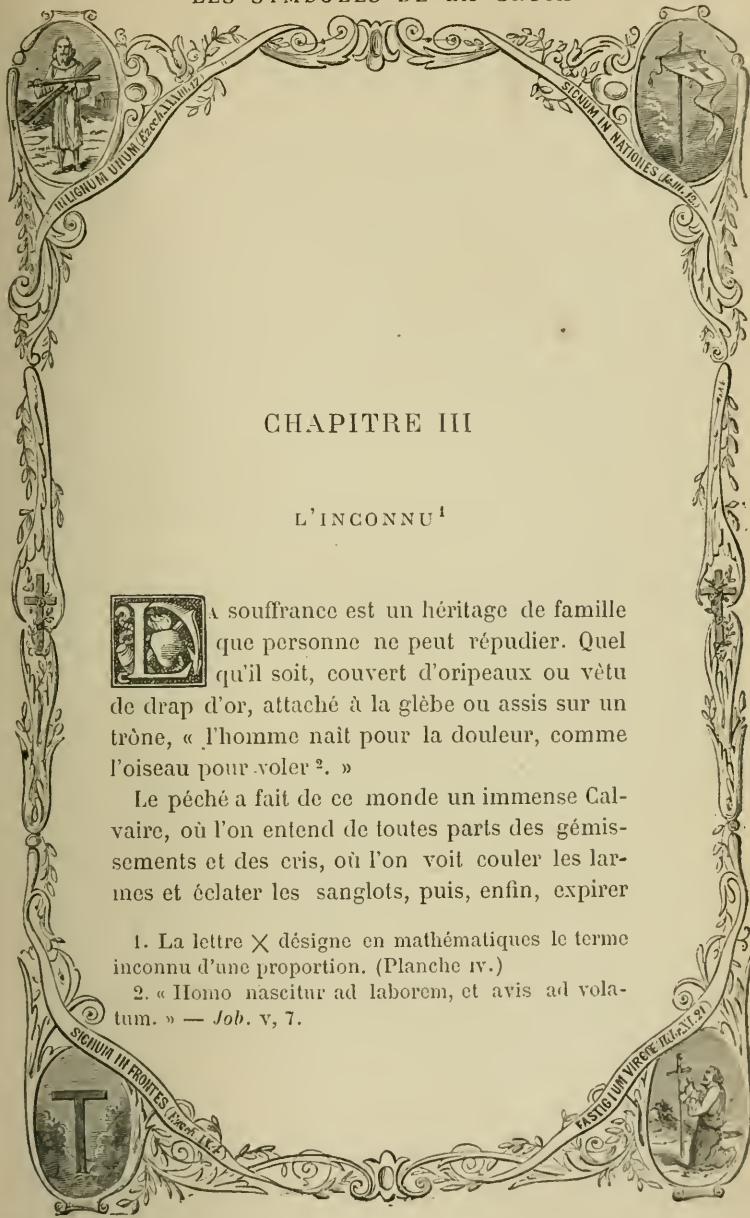 LES SYMBOLES DE LA
IN LIGNUM UNUM
SIGNUM IN NATIONES
CHAPITRE III
L'INCONNU¹
LA souffrance est un héritage de famille
que personne ne peut répudier. Quel
qu'il soit, couvert d'oripeaux ou vêtu
de drap d'or, attaché à la glèbe ou assis sur un
trône, « l'homme naît pour la douleur, comme
l'oiseau pour voler ². »
Le péché a fait de ce monde un immense Cal-
vaire, où l'on entend de toutes parts des gémis-
sements et des cris, où l'on voit couler les lar-
mes et éclater les sanglots, puis, enfin, expirer
1. La lettre X désigne en mathématiques le terme
inconnu d'une proportion. (Planche IV.)
2. « Homo nascitur ad laborem, et avis ad vola-
tum. » — Job. V, 7.
SIGNUM IN FRONTES
T
FASTIGIUM VIRGÆ